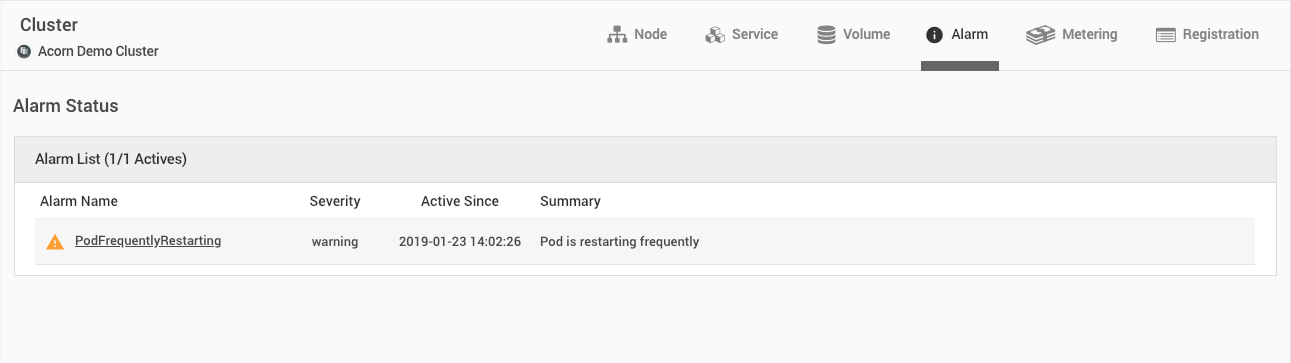 Cluster
Acorn Demo Cluster
Node Service Volume Alarm Metering Registration
Alarm Status
Alarm List (1/1 Actives)
Alarm Name Severity Active Since Summary
PodFrequentlyRestarting warning 2019-01-23 14:02:26 Pod is restarting frequently